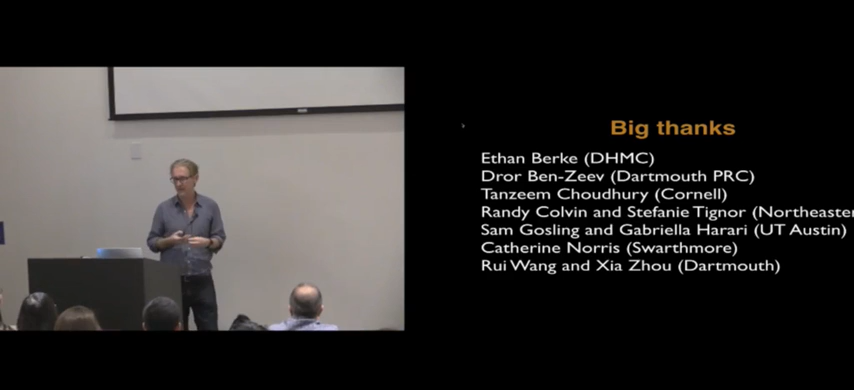 Big thanks
Ethan Berke (DHMC)
Dror Ben-Zeev (Dartmouth PRC)
Tanzeem Choudhury (Cornell)
Randy Colvin and Stefanie Tignor (Northeaster
Sam Gosling and Gabriella Harari (UT Austin)
Catherine Norris (Swarthmore)
Rui Wang and Xia Zhou (Dartmouth)